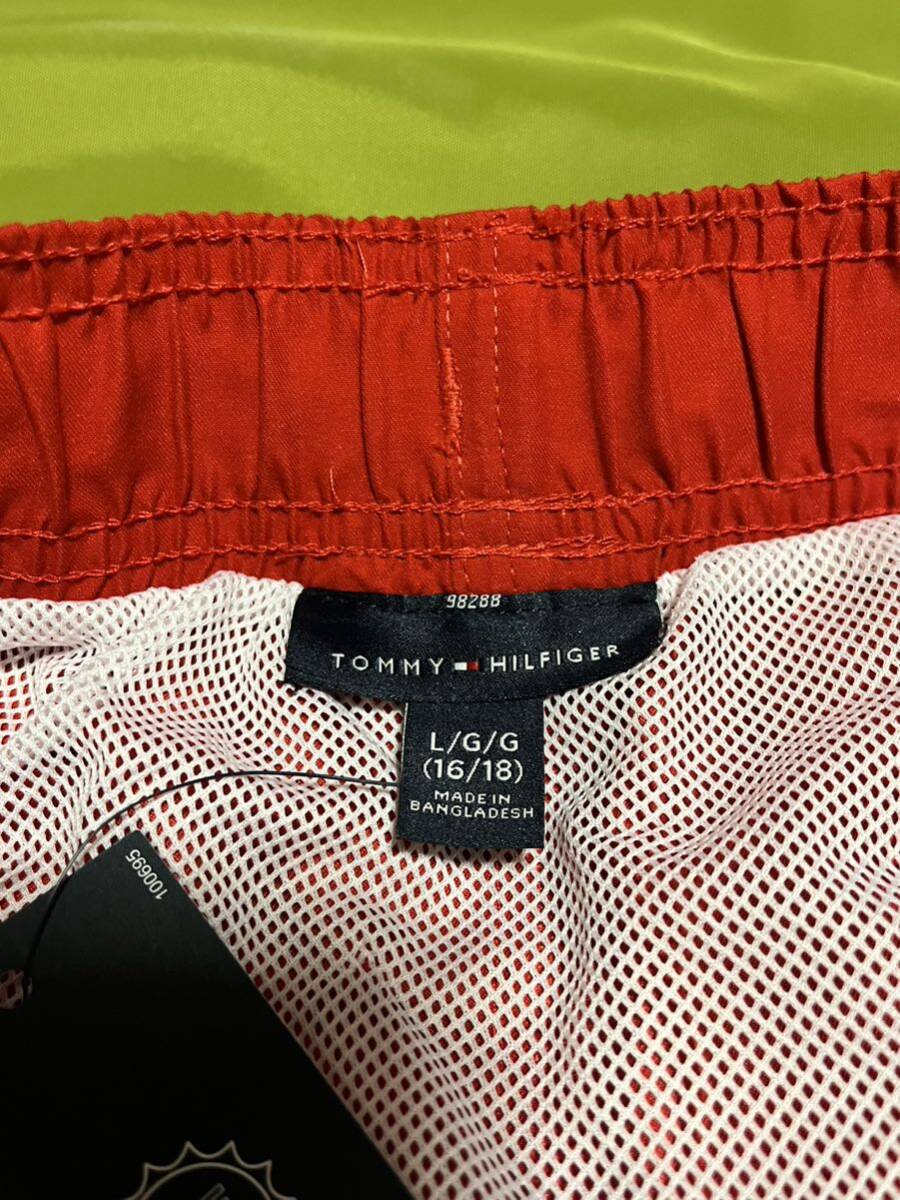 98288
TOMMY HILFIGER
L/G/G
(16/18)
MADE IN
BANGLADESH
100695